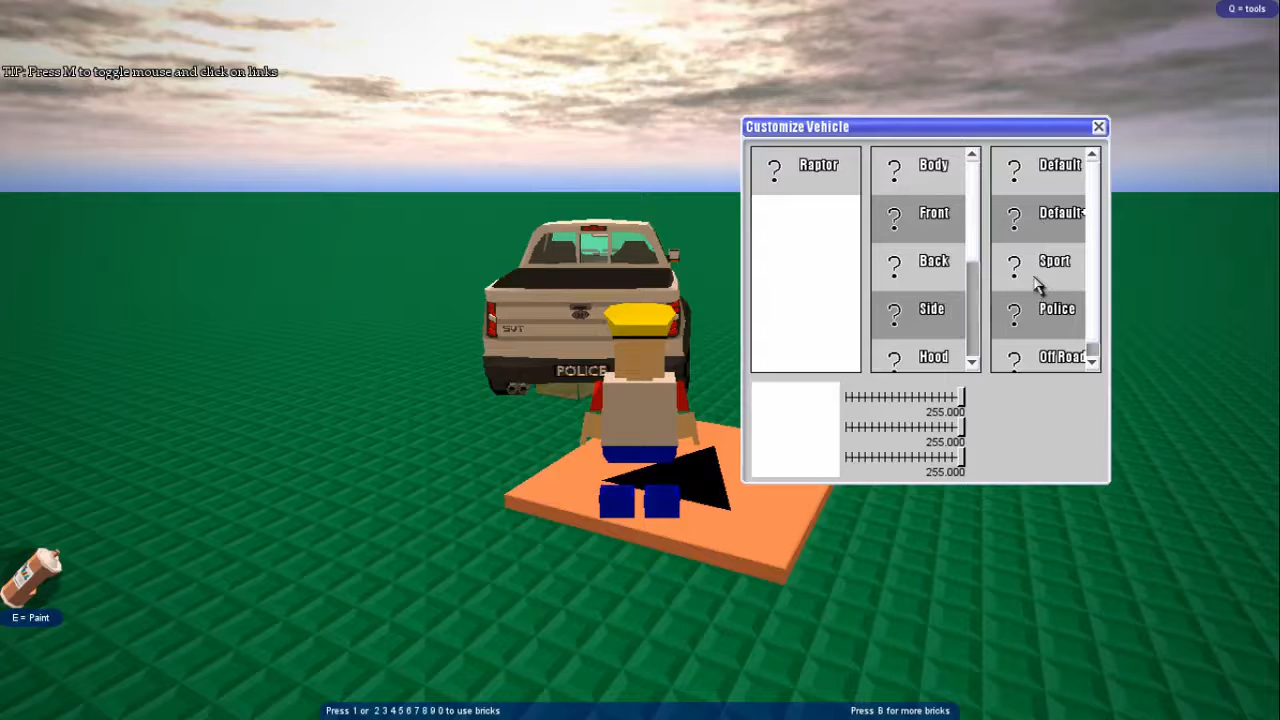 Q = tools
TIP: Press M to toggle mouse and click on links
Customize Vehicle
Raptor
Body
Front
Back
Side
Hood
Default
Default
Sport
Police
Off Road
255.000
255.000
255.000
SVT
POLICE
E = Paint
Press 1 or 2 3 4 5 6 7 8 9 0 to use bricks
Press B for more bricks